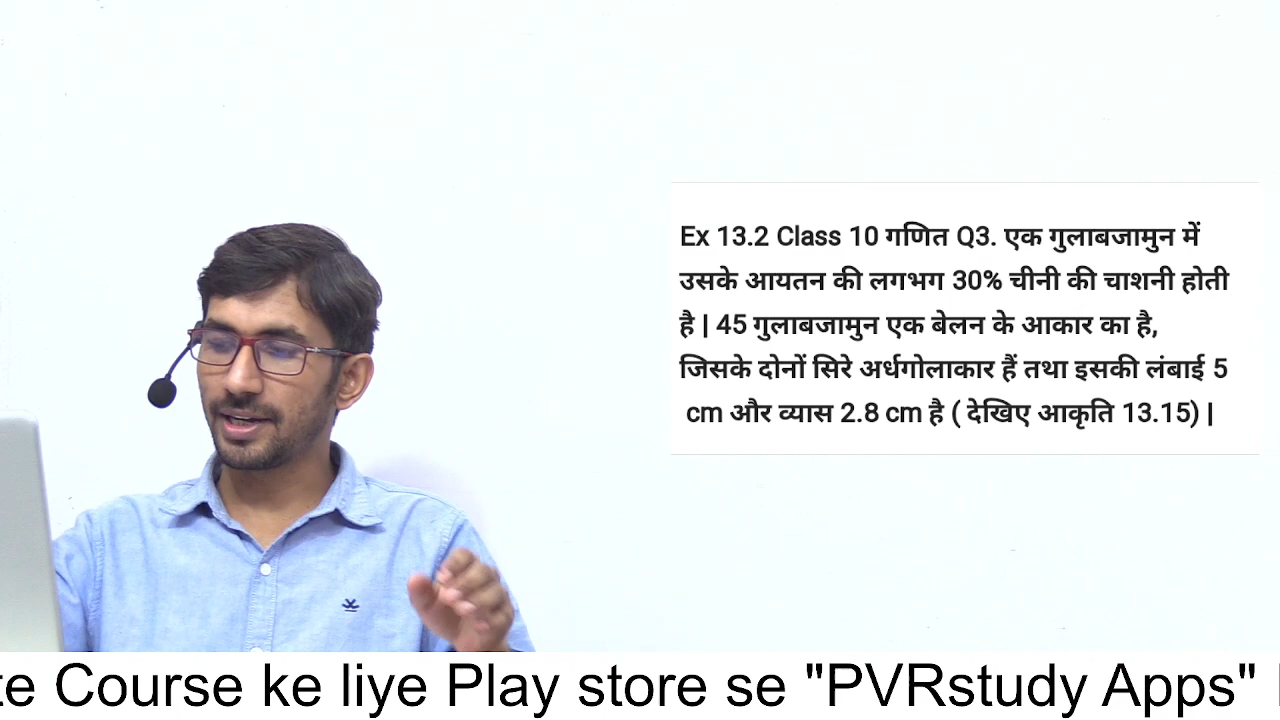 Ex 13.2 Class 10 गणित Q3. एक गुलाबजामुन में
उसके आयतन की लगभग 30% चीनी की चाशनी होती
है | 45 गुलाबजामुन एक बेलन के आकार का है,
जिसके दोनों सिरे अर्धगोलाकार हैं तथा इसकी लंबाई 5
cm और व्यास 2.8 cm है ( देखिए आकृति 13.15) |
te Course ke liye Play store se "PVRstudy Apps"